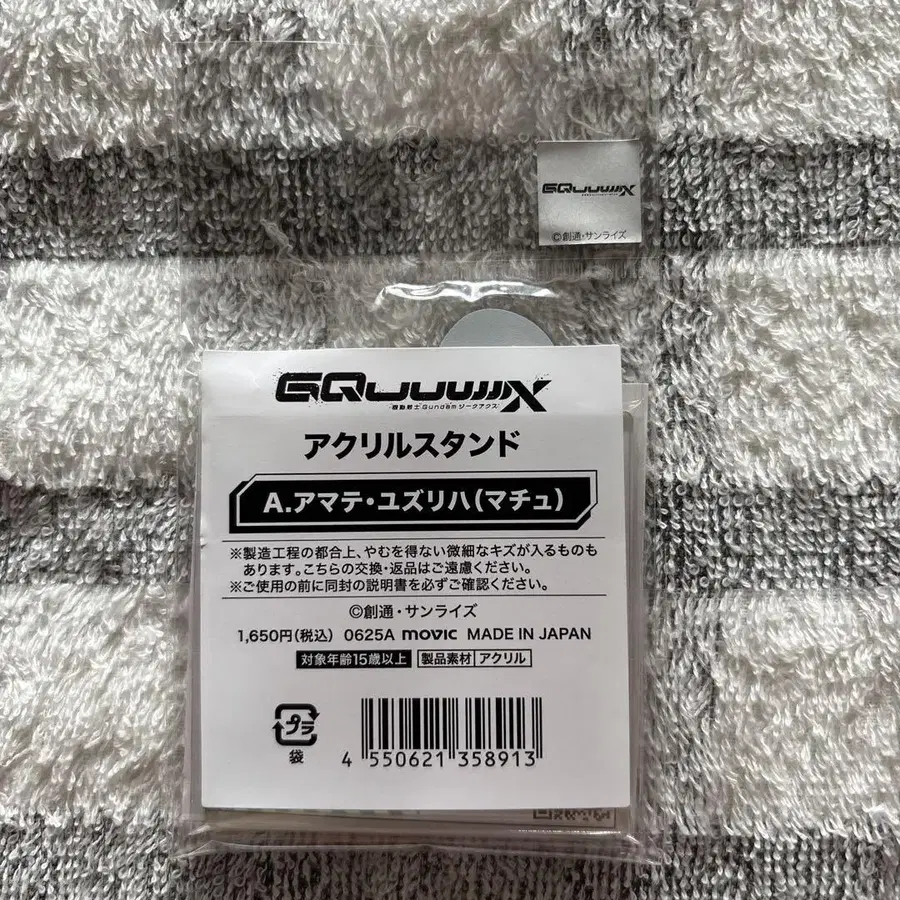 GQuuuuuuX
©創通・サンライズ
GQuuuuuuX
機動戦士Gundam ジークアクス
アクリルスタンド
A.アマテ・ユズリハ(マチュ)
※製造工程の都合上、やむを得ない微細なキズが入るものも
あります。こちらの交換・返品はご遠慮ください。
※ご使用の前に同封の説明書を必ずご確認ください。
©創通・サンライズ
1,650円(税込) 0625A movic MADE IN JAPAN
対象年齢15歳以上 製品素材 アクリル
プラ
袋
4 550621 358913